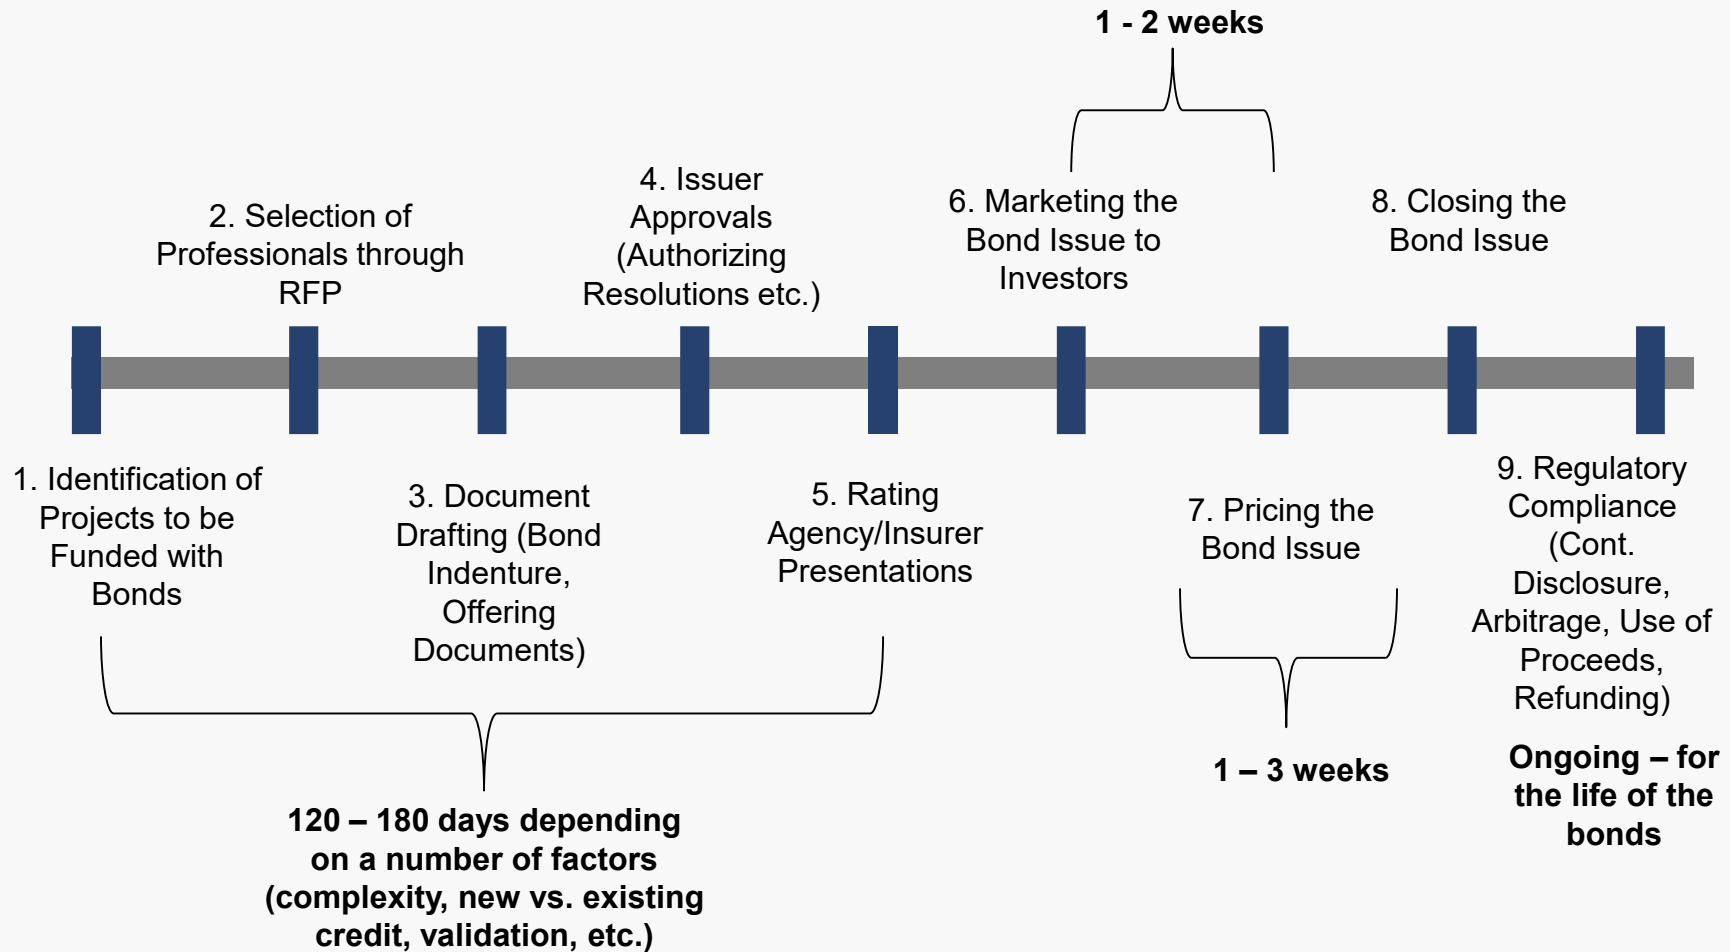 1 - 2 weeks
2. Selection of
Professionals through
RFP
4. Issuer
Approvals
(Authorizing
Resolutions etc.)
6. Marketing the
Bond Issue to
Investors
8. Closing the
Bond Issue
1. Identification of
Projects to be
Funded with
Bonds
3. Document
Drafting (Bond
Indenture,
Offering
Documents)
5. Rating
Agency/Insurer
Presentations
7. Pricing the
Bond Issue
9. Regulatory
Compliance
(Cont.
Disclosure,
Arbitrage, Use of
Proceeds,
Refunding)
120 – 180 days depending
on a number of factors
(complexity, new vs. existing
credit, validation, etc.)
1 – 3 weeks
Ongoing – for
the life of the
bonds